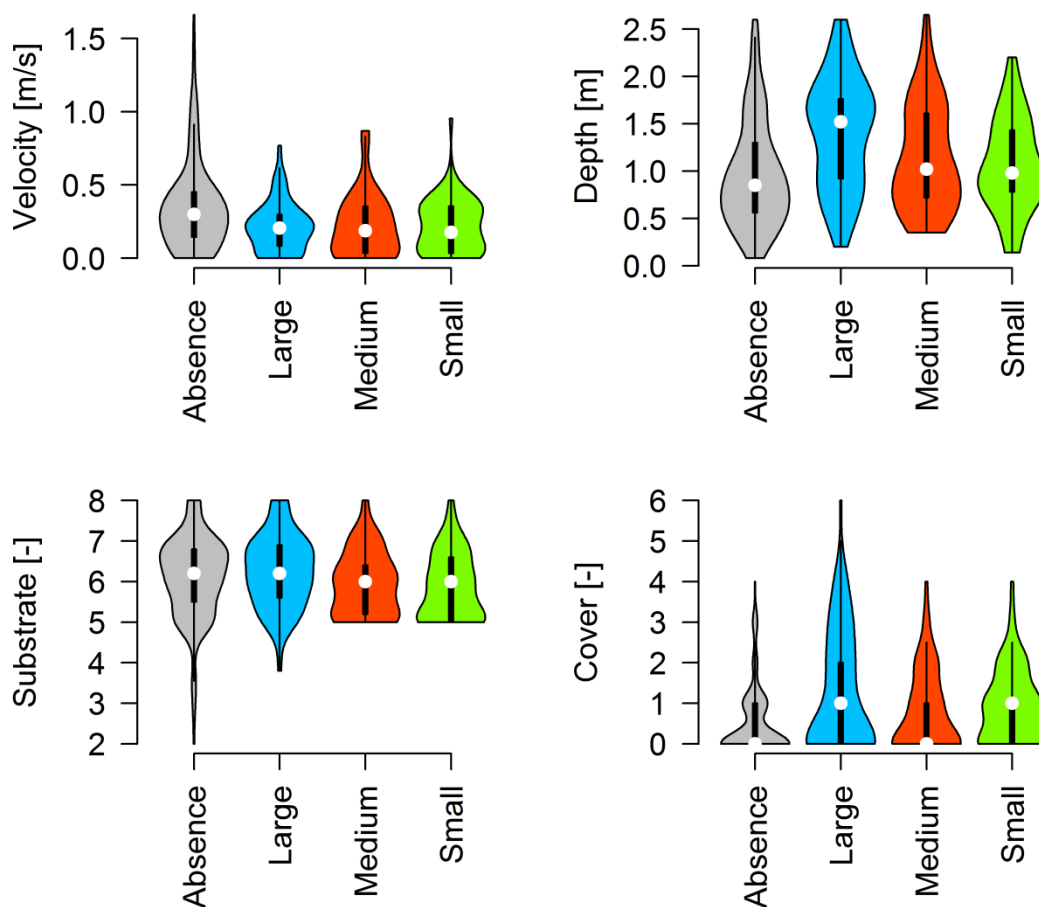 Velocity [m/s]
1.5
1.0
0.5
0.0
Absence
Large
Medium
Small
Depth [m]
2.5
2.0
1.5
1.0
0.5
0.0
Absence
Large
Medium
Small
Substrate [-]
8
7
6
5
4
3
2
Absence
Large
Medium
Small
Cover [-]
6
5
4
3
2
1
0
Absence
Large
Medium
Small